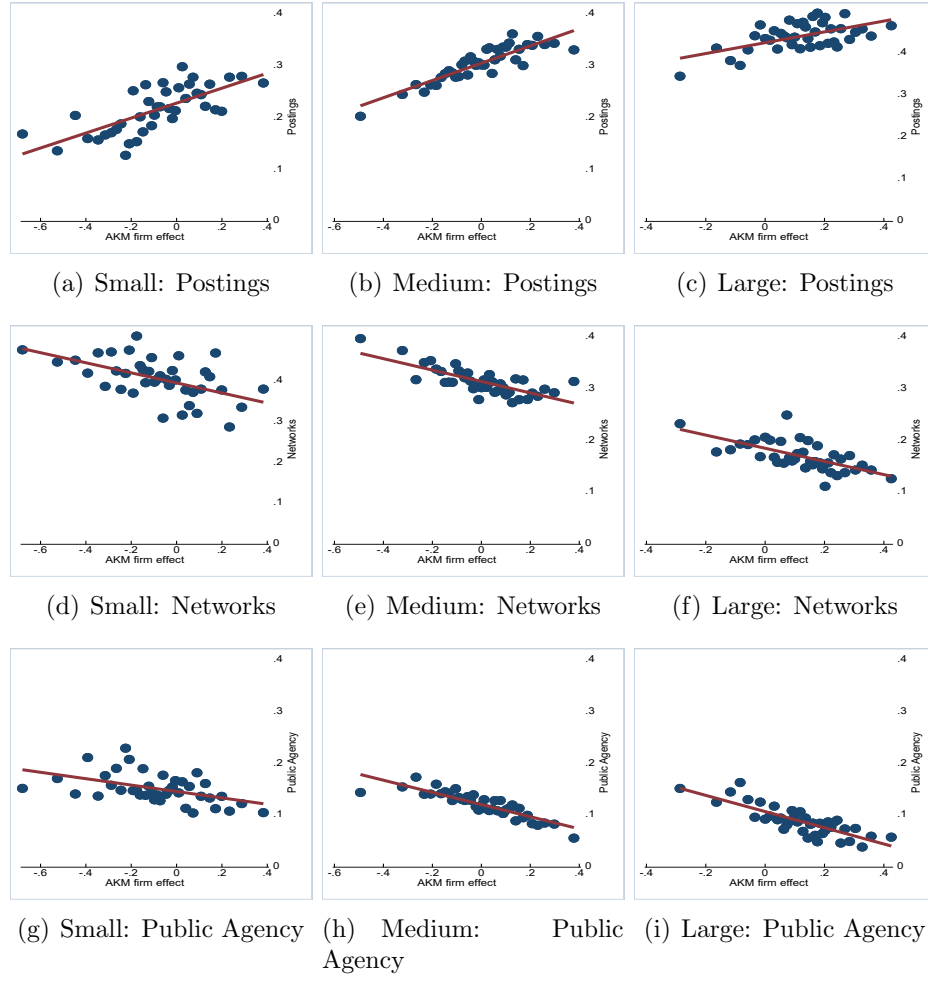 .4
.3
.2
.1
0
Postings
-.6 -.4 -.2 0 .2 .4
AKM firm effect
(a) Small: Postings
.4
.3
.2
.1
0
Postings
-.6 -.4 -.2 0 .2 .4
AKM firm effect
(b) Medium: Postings
.4
.3
.2
.1
0
Postings
-.4 -.2 0 .2 .4
AKM firm effect
(c) Large: Postings
.4
.3
.2
.1
0
Networks
-.6 -.4 -.2 0 .2 .4
AKM firm effect
(d) Small: Networks
.4
.3
.2
.1
0
Networks
-.6 -.4 -.2 0 .2 .4
AKM firm effect
(e) Medium: Networks
.4
.3
.2
.1
0
Networks
-.4 -.2 0 .2 .4
AKM firm effect
(f) Large: Networks
.4
.3
.2
.1
0
Public Agency
-.6 -.4 -.2 0 .2 .4
AKM firm effect
(g) Small: Public Agency
.4
.3
.2
.1
0
Public Agency
-.6 -.4 -.2 0 .2 .4
AKM firm effect
(h) Medium: Public
Agency
.4
.3
.2
.1
0
Public Agency
-.4 -.2 0 .2 .4
AKM firm effect
(i) Large: Public Agency